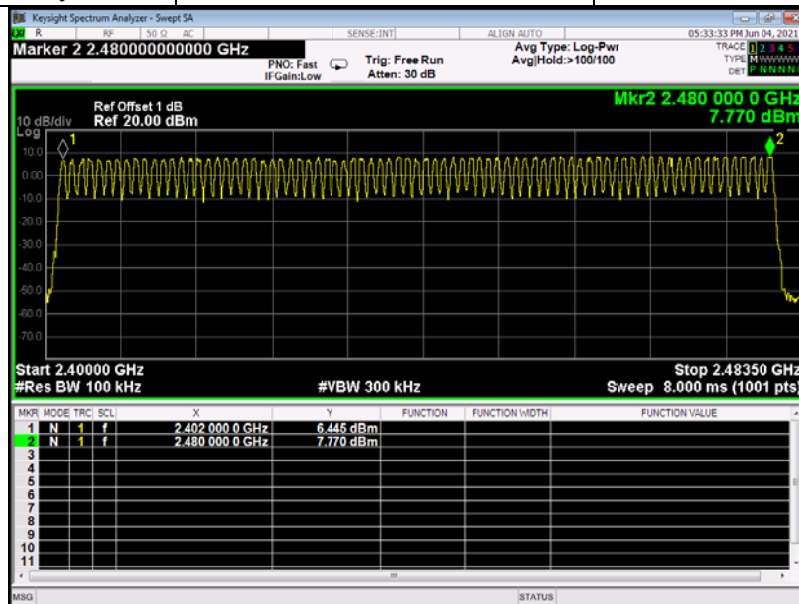 Keysight Spectrum Analyzer - Swept SA
R RF 50 Ω AC SENSE:INT ALIGN AUTO 05:33:33 PM Jun 04, 2021
Marker 2 2.480000000000 GHz
PNO: Fast
IFGain:Low
Trig: Free Run
Atten: 30 dB
Avg Type: Log-Pwr
Avg|Hold:>100/100
TRACE 1 2 3 4 5
TYPE M WWWWW
DET P N N N N
Mkr2 2.480 000 0 GHz
7.770 dBm
Ref Offset 1 dB
10 dB/div Ref 20.00 dBm
Log
1
2
10.0
0.00
-10.0
-20.0
-30.0
-40.0
-50.0
-60.0
-70.0
Start 2.40000 GHz Stop 2.48350 GHz
#Res BW 100 kHz #VBW 300 kHz Sweep 8.000 ms (1001 pts)
MKR MODE TRC SCL X Y FUNCTION FUNCTION WIDTH FUNCTION VALUE
1 N 1 f 2.402 000 0 GHz 6.445 dBm
2 N 1 f 2.480 000 0 GHz 7.770 dBm
3
4
5
6
7
8
9
10
11
MSG STATUS